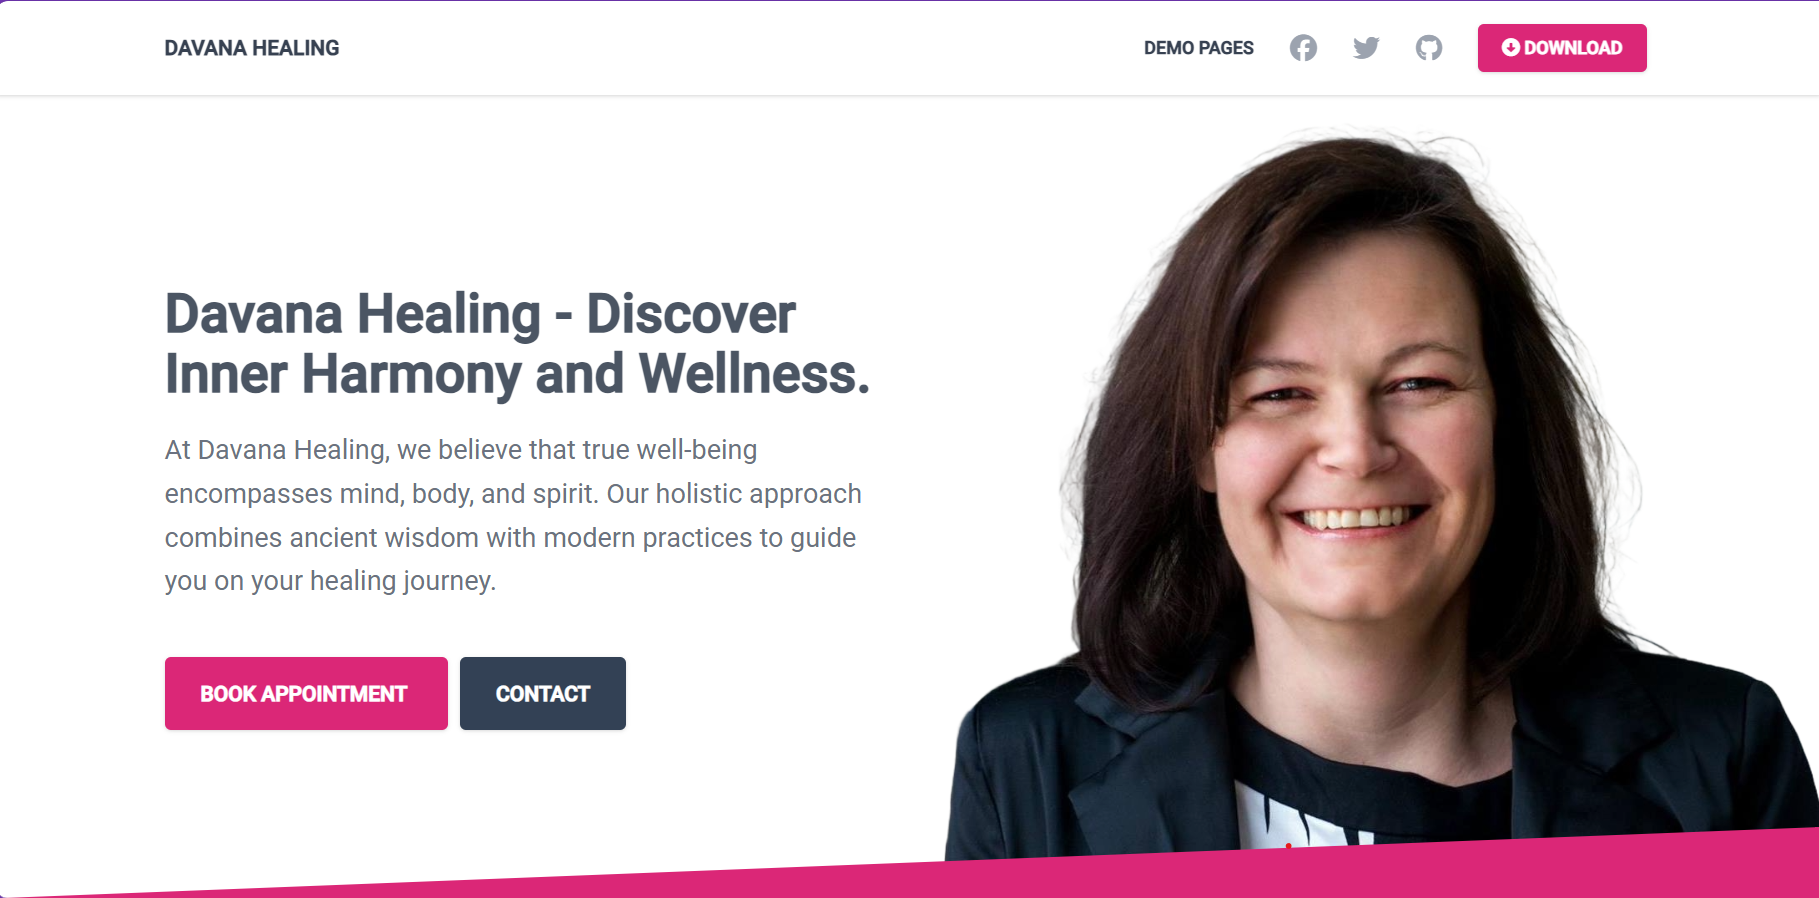 DAVANA HEALING
DEMO PAGES
DOWNLOAD
Davana Healing - Discover
Inner Harmony and Wellness.
At Davana Healing, we believe that true well-being
encompasses mind, body, and spirit. Our holistic approach
combines ancient wisdom with modern practices to guide
you on your healing journey.
BOOK APPOINTMENT
CONTACT